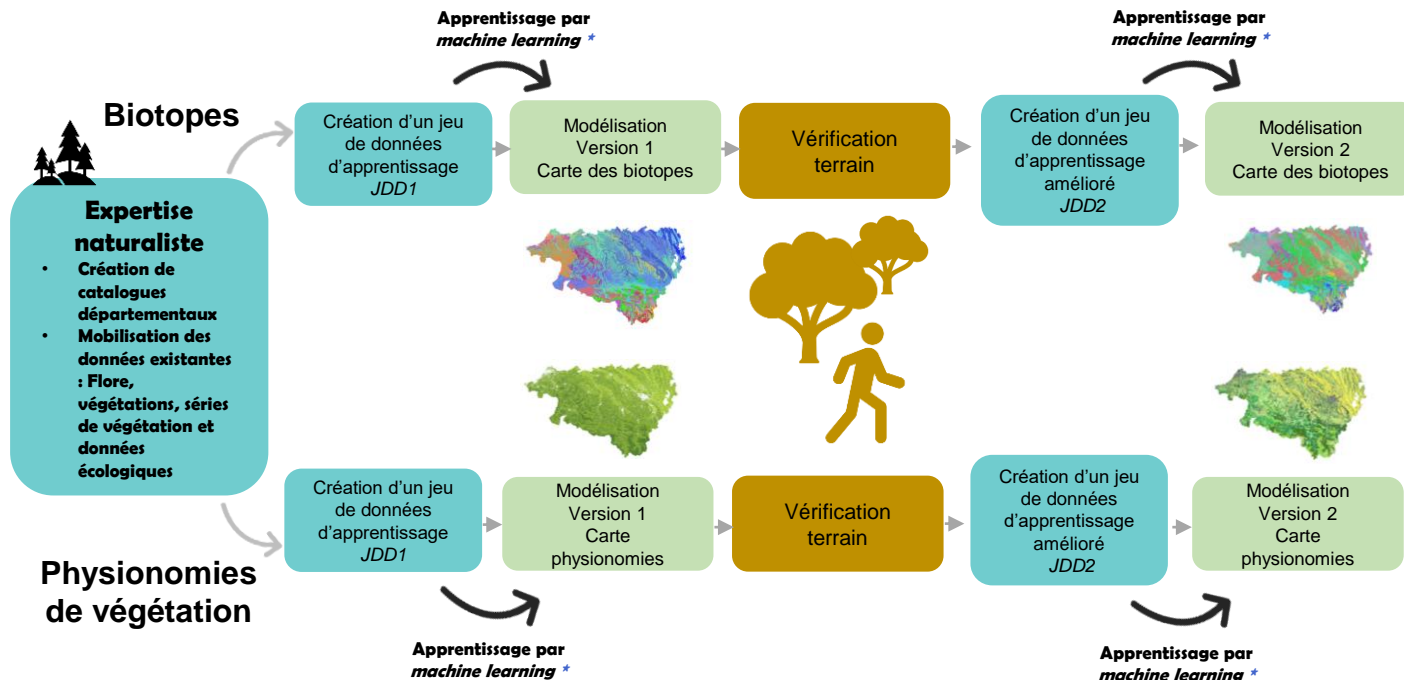 Apprentissage par
machine learning *
Apprentissage par
machine learning *
Biotopes
Création d'un jeu
de données
d'apprentissage
JDD1
Modélisation
Version 1
Carte des biotopes
Vérification
terrain
Création d'un jeu
de données
d'apprentissage
amélioré
JDD2
Modélisation
Version 2
Carte des biotopes
Expertise
naturaliste
• Création de
catalogues
départementaux
• Mobilisation des
données existantes
: Flore,
végétations, séries
de végétation et
données
écologiques
Physionomies
de végétation
Création d'un jeu
de données
d'apprentissage
JDD1
Modélisation
Version 1
Carte
physionomies
Vérification
terrain
Création d'un jeu
de données
d'apprentissage
amélioré
JDD2
Modélisation
Version 2
Carte
physionomies
Apprentissage par
machine learning *
Apprentissage par
machine learning *